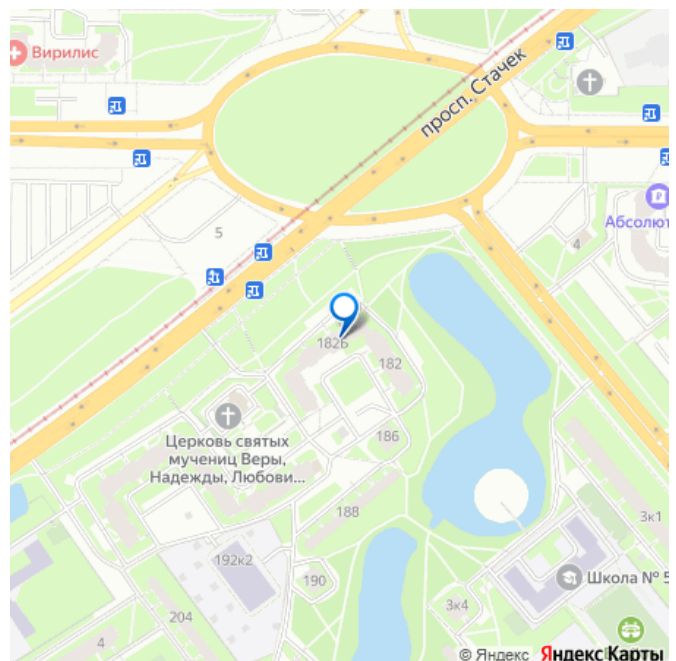 Вирилис
просп. Стачек
Абсолют
5
4
182Б
182
186
Церковь святых
мучениц Веры,
Надежды, Любови...
188
3к1
192к2
190
Школа № 5
204
3к4
4
© Яндекс Яндекс Карты